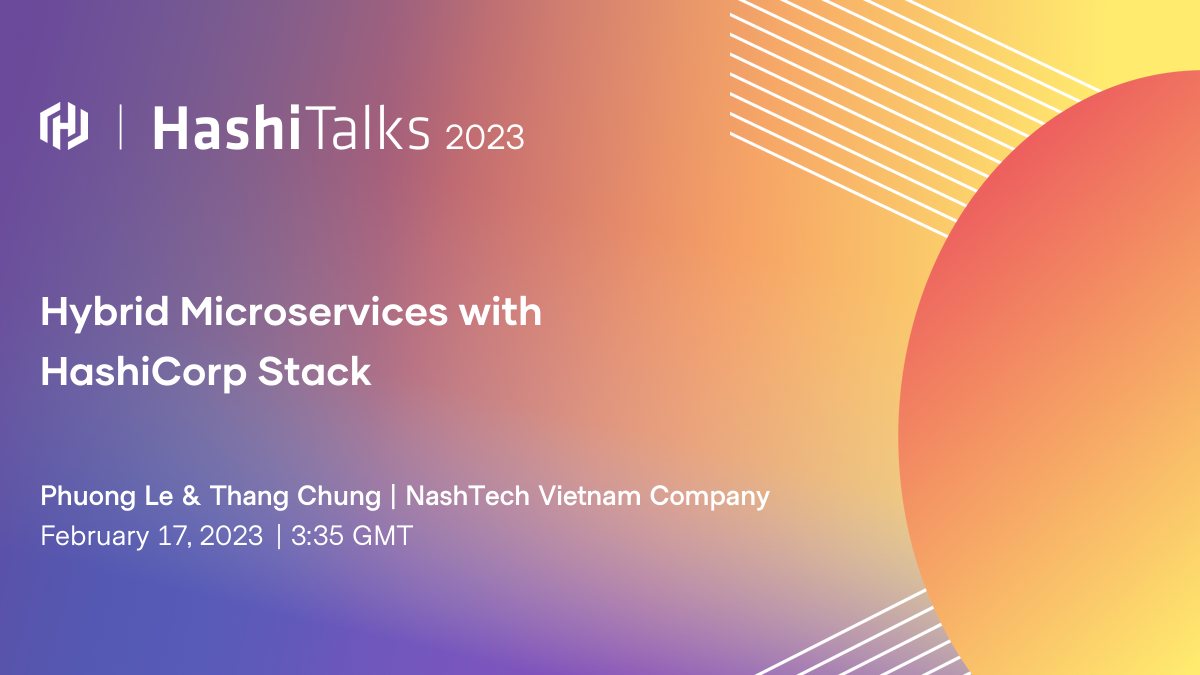 HashiTalks 2023
Hybrid Microservices with
HashiCorp Stack
Phuong Le & Thang Chung | NashTech Vietnam Company
February 17, 2023 | 3:35 GMT